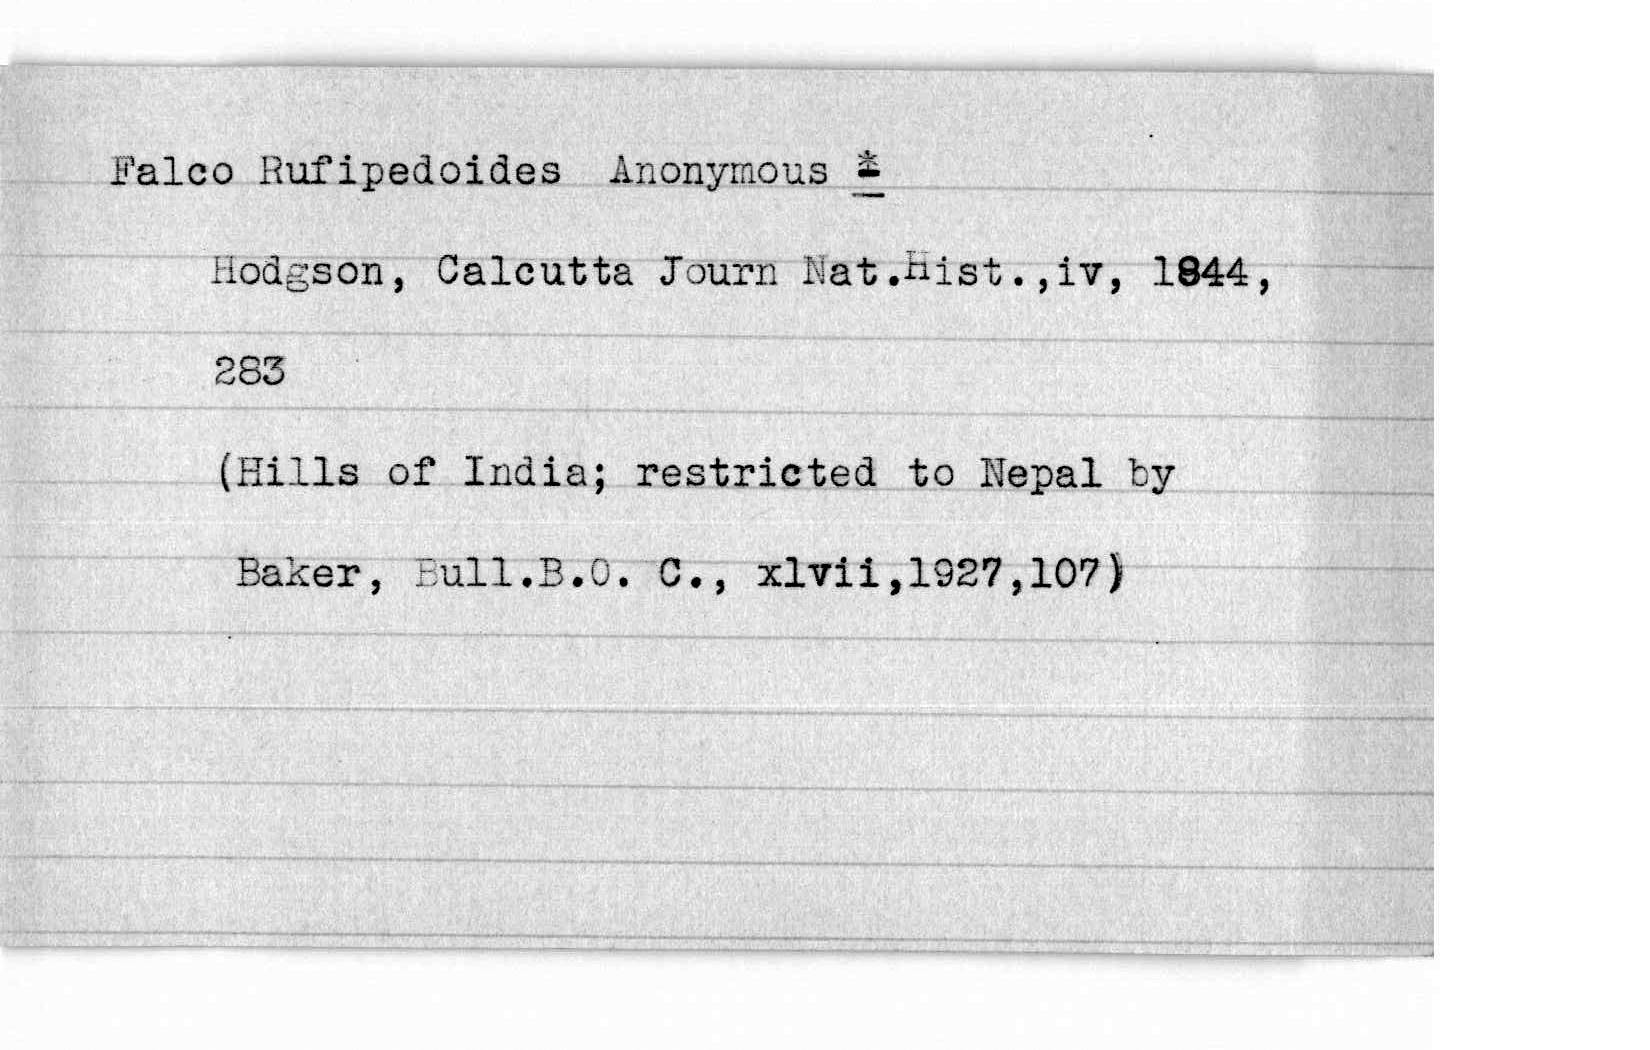 Falco Rufipedoides Anonymous *=
Hodgson, Calcutta Journ Nat.Hist.,iv, 1844,
283
(Hills of India; restricted to Nepal by
Baker, Bull.B.O. C., xlvii,1927,107)